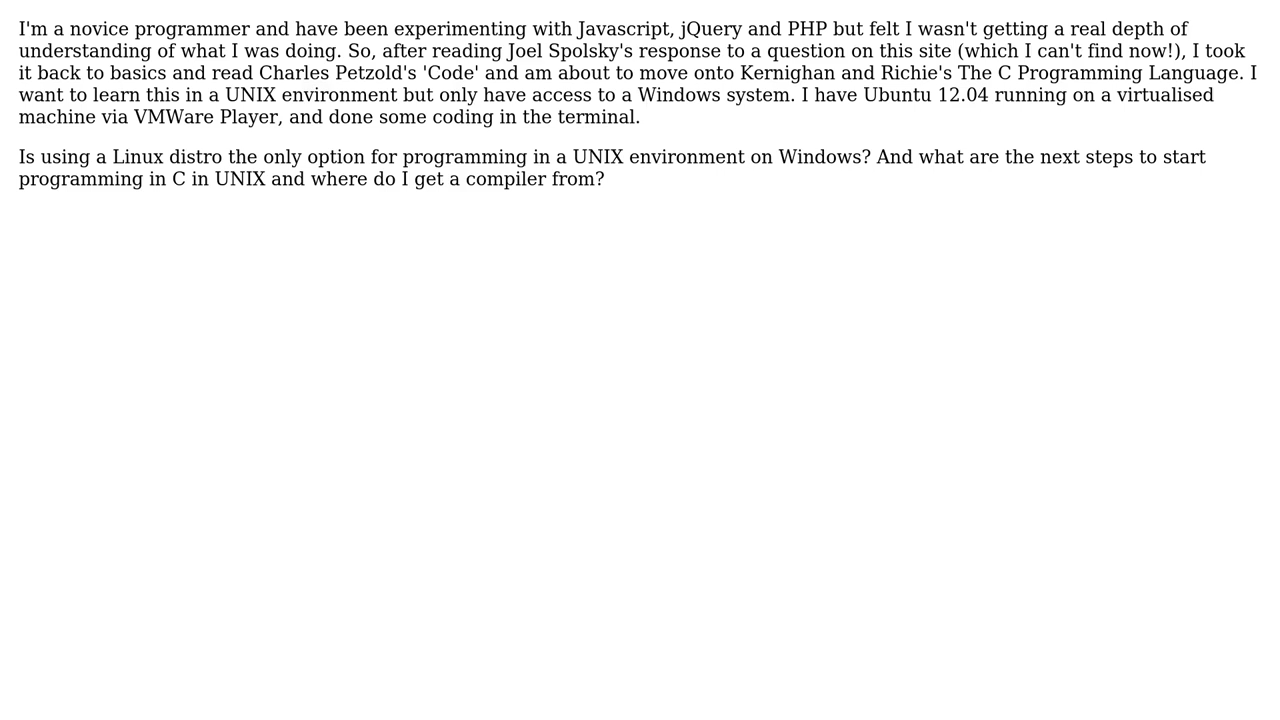 I'm a novice programmer and have been experimenting with Javascript, jQuery and PHP but felt I wasn't getting a real depth of
understanding of what I was doing. So, after reading Joel Spolsky's response to a question on this site (which I can't find now!), I took
it back to basics and read Charles Petzold's 'Code' and am about to move onto Kernighan and Richie's The C Programming Language. I
want to learn this in a UNIX environment but only have access to a Windows system. I have Ubuntu 12.04 running on a virtualised
machine via VMWare Player, and done some coding in the terminal.
Is using a Linux distro the only option for programming in a UNIX environment on Windows? And what are the next steps to start
programming in C in UNIX and where do I get a compiler from?